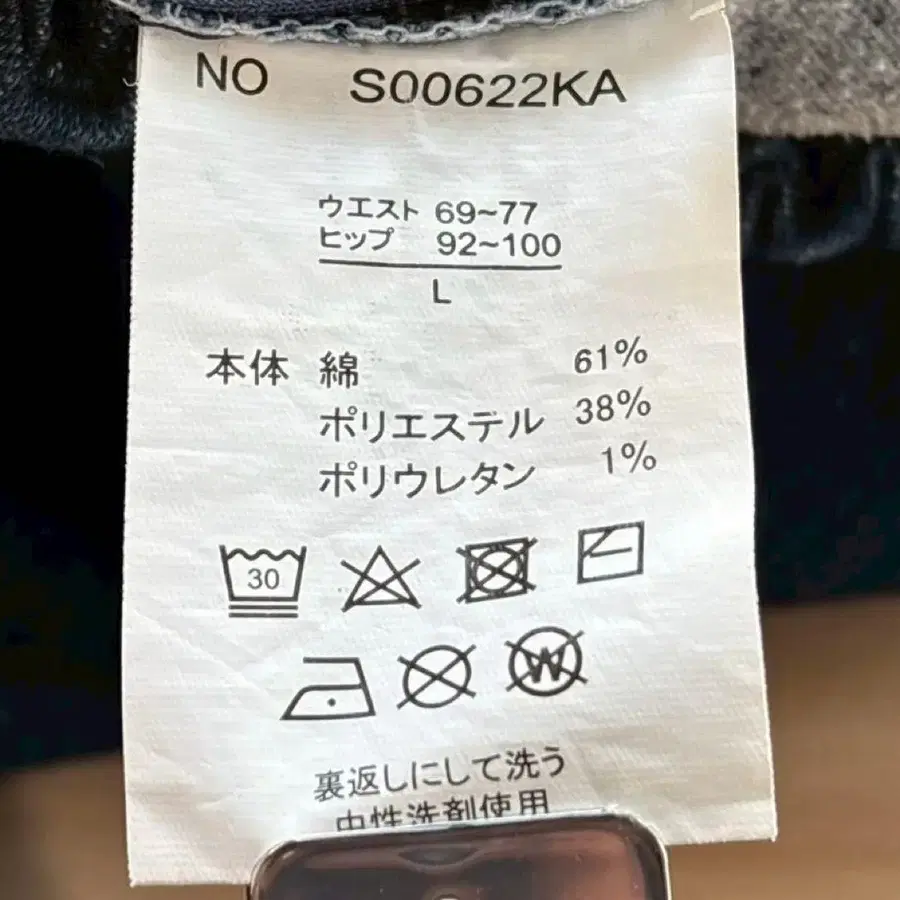 NO S00622KA
ウエスト 69~77
ヒップ 92~100
L
本体 綿 61%
ポリエステル 38%
ポリウレタン 1%
30
W
裏返しにして洗う
中性洗剤使用